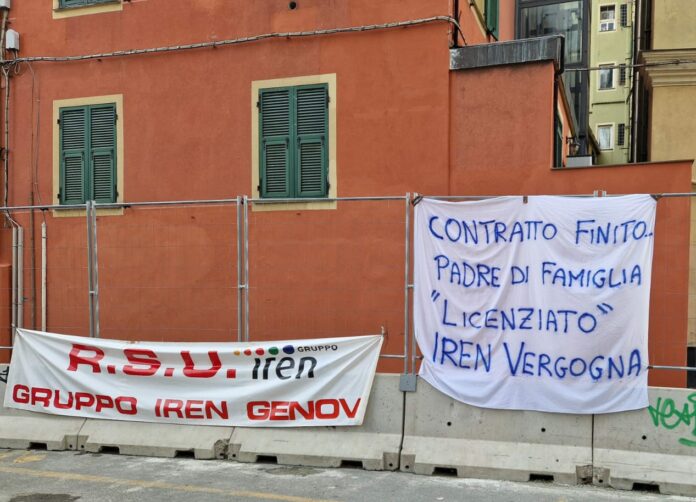 R.S.U.
GRUPPO
iren
GRUPPO IREN GENOV
CONTRATTO FINITO..
PADRE DI FAMIGLIA
"LICENZIATO"
IREN VERGOGNA